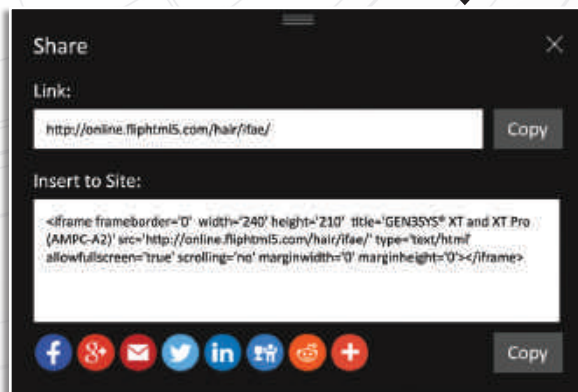 Share
Link:
http://online.fliphtml5.com/hair/ifae/
Copy
Insert to Site:
<iframe frameborder='0' width='240' height='210' title='GEN3SYS® XT and XT Pro
(AMPC-A2)' src='http://online.fliphtml5.com/hair/ifae/' type='text/html'
allowfullscreen='true' scrolling='no' marginwidth='0' marginheight='0'></iframe>
Copy